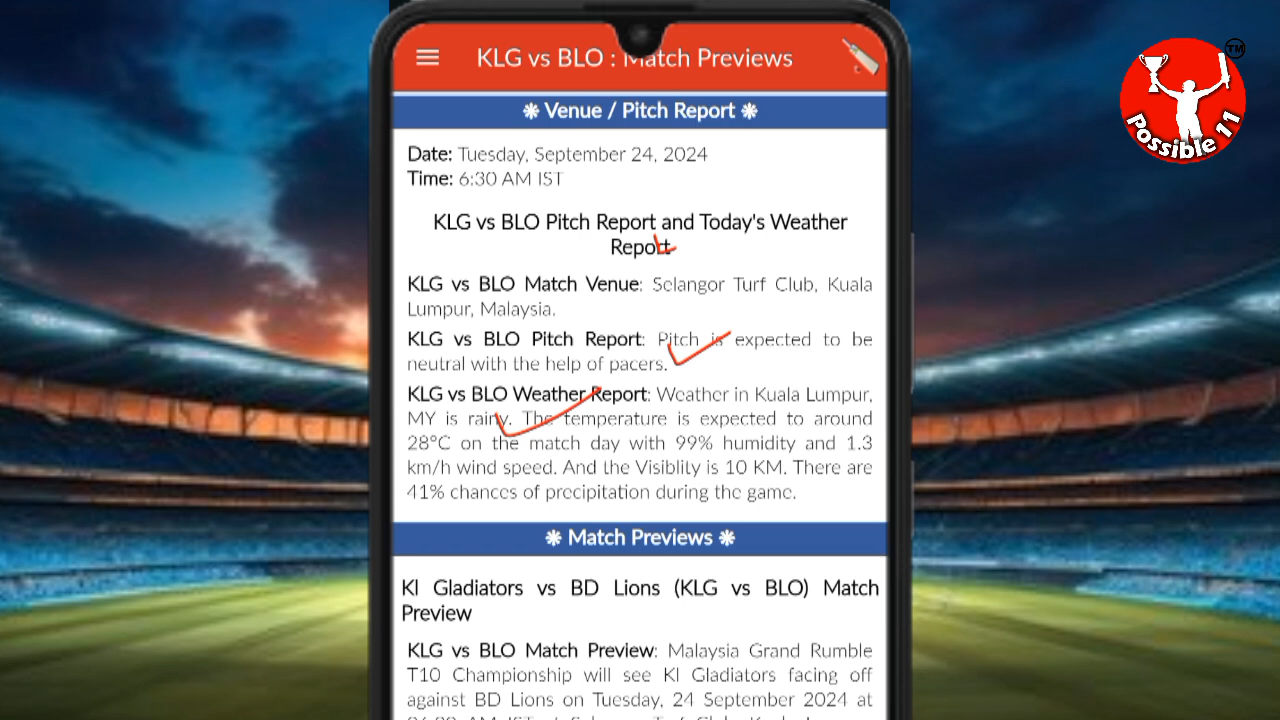 KLG vs BLO : Match Previews
TM
Possible 11
❋ Venue / Pitch Report ❋
Date: Tuesday, September 24, 2024
Time: 6:30 AM IST
KLG vs BLO Pitch Report and Today's Weather
Report
KLG vs BLO Match Venue: Selangor Turf Club, Kuala
Lumpur, Malaysia.
KLG vs BLO Pitch Report: Pitch is expected to be
neutral with the help of pacers.
KLG vs BLO Weather Report: Weather in Kuala Lumpur,
MY is rainy. The temperature is expected to around
28°C on the match day with 99% humidity and 1.3
km/h wind speed. And the Visiblity is 10 KM. There are
41% chances of precipitation during the game.
❋ Match Previews ❋
Kl Gladiators vs BD Lions (KLG vs BLO) Match
Preview
KLG vs BLO Match Preview: Malaysia Grand Rumble
T10 Championship will see Kl Gladiators facing off
against BD Lions on Tuesday, 24 September 2024 at